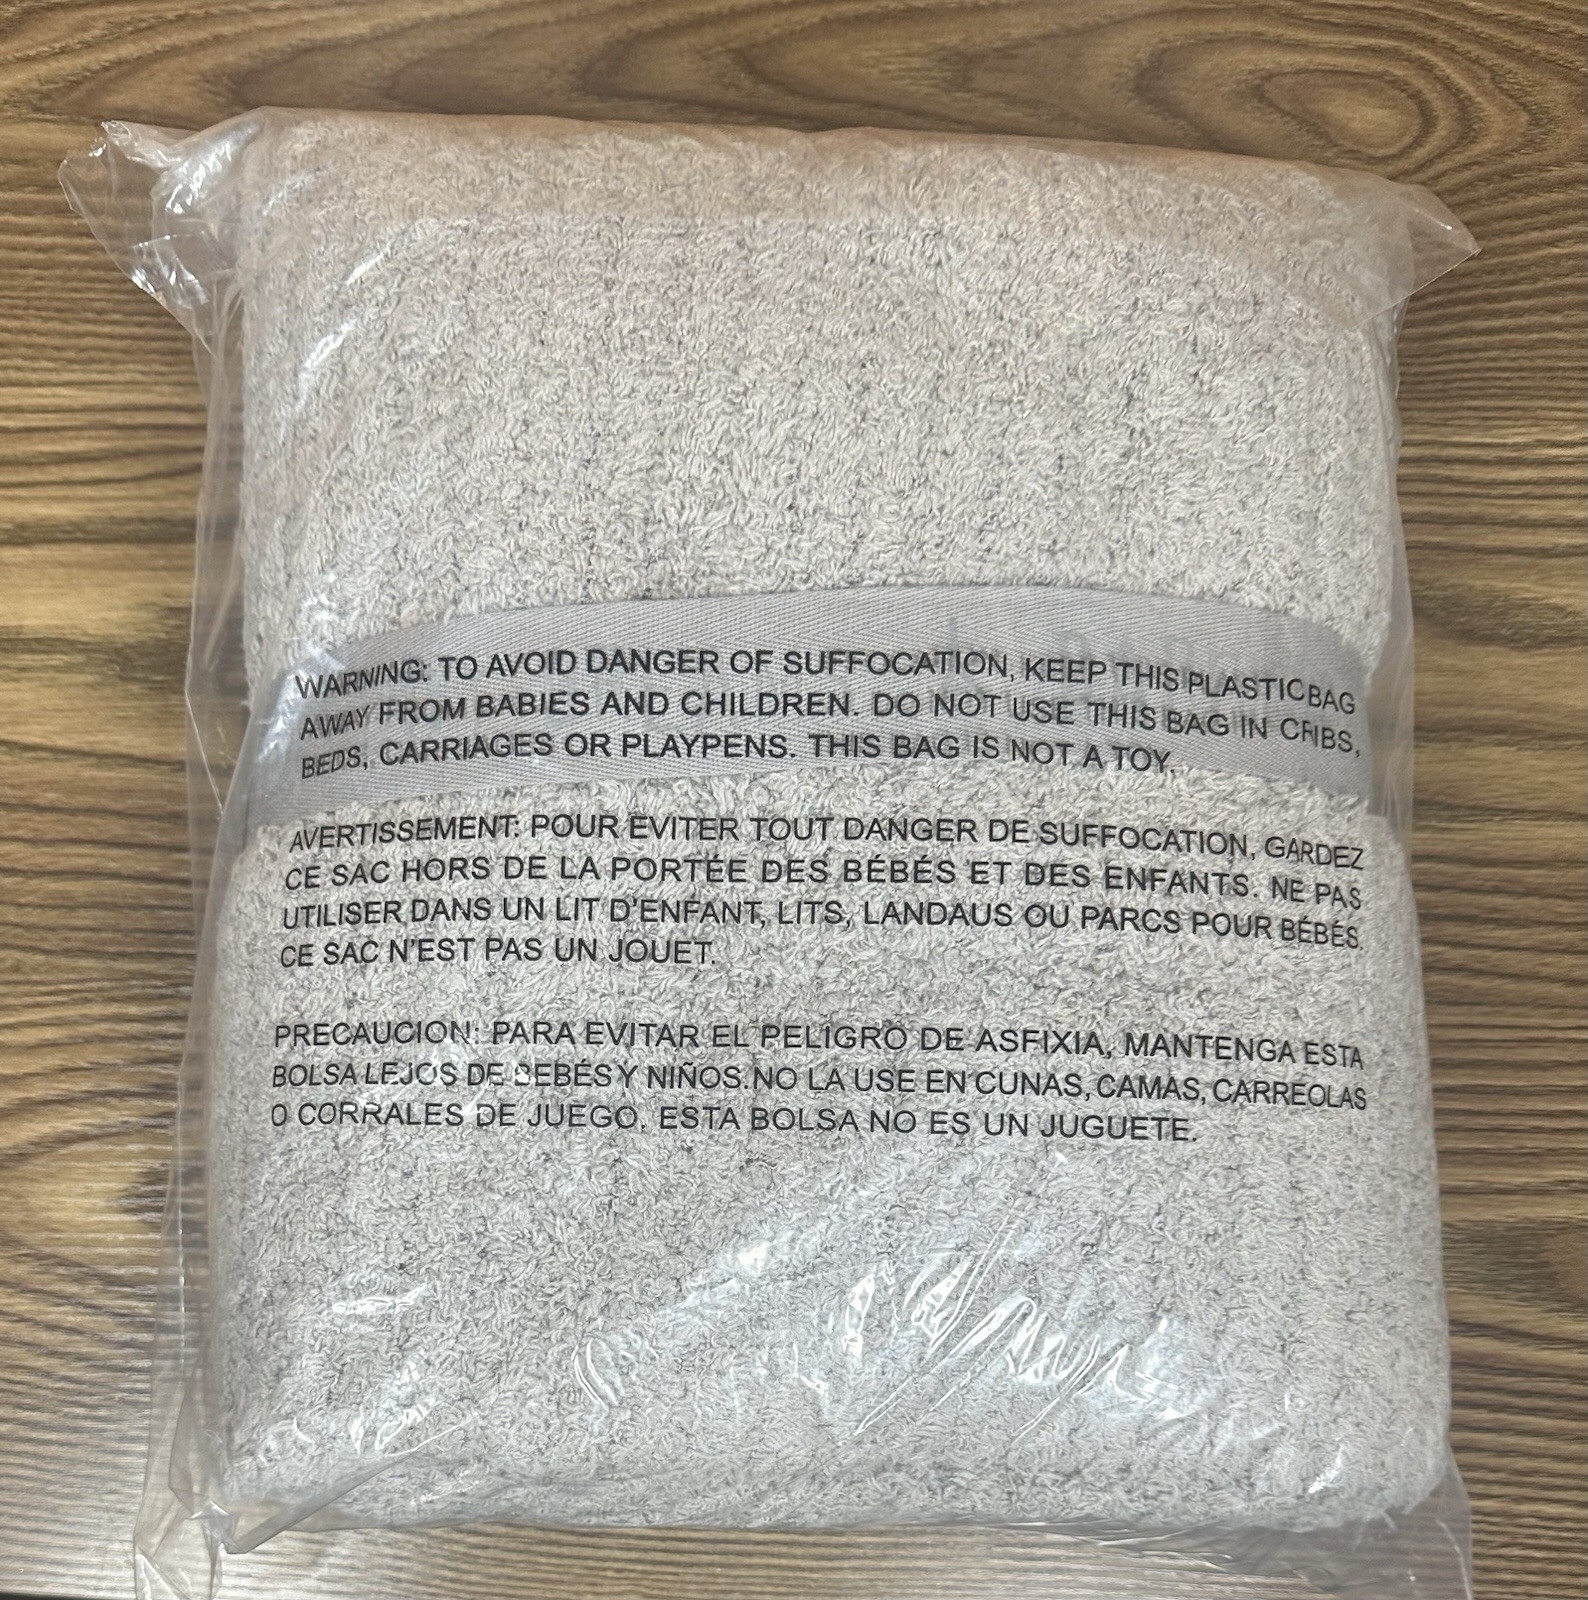 WARNING: TO AVOID DANGER OF SUFFOCATION, KEEP THIS PLASTIC BAG
AWAY FROM BABIES AND CHILDREN. DO NOT USE THIS BAG IN CRIBS,
BEDS, CARRIAGES OR PLAYPENS. THIS BAG IS NOT A TOY.
AVERTISSEMENT: POUR EVITER TOUT DANGER DE SUFFOCATION, GARDEZ
CE SAC HORS DE LA PORTÉE DES BÉBÉS ET DES ENFANTS. NE PAS
UTILISER DANS UN LIT D'ENFANT, LITS, LANDAUS OU PARCS POUR BÉBÉS.
CE SAC N'EST PAS UN JOUET.
PRECAUCION: PARA EVITAR EL PELIGRO DE ASFIXIA, MANTENGA ESTA
BOLSA LEJOS DE BEBÉS Y NIÑOS. NO LA USE EN CUNAS, CAMAS, CARREOLAS
O CORRALES DE JUEGO. ESTA BOLSA NO ES UN JUGUETE.